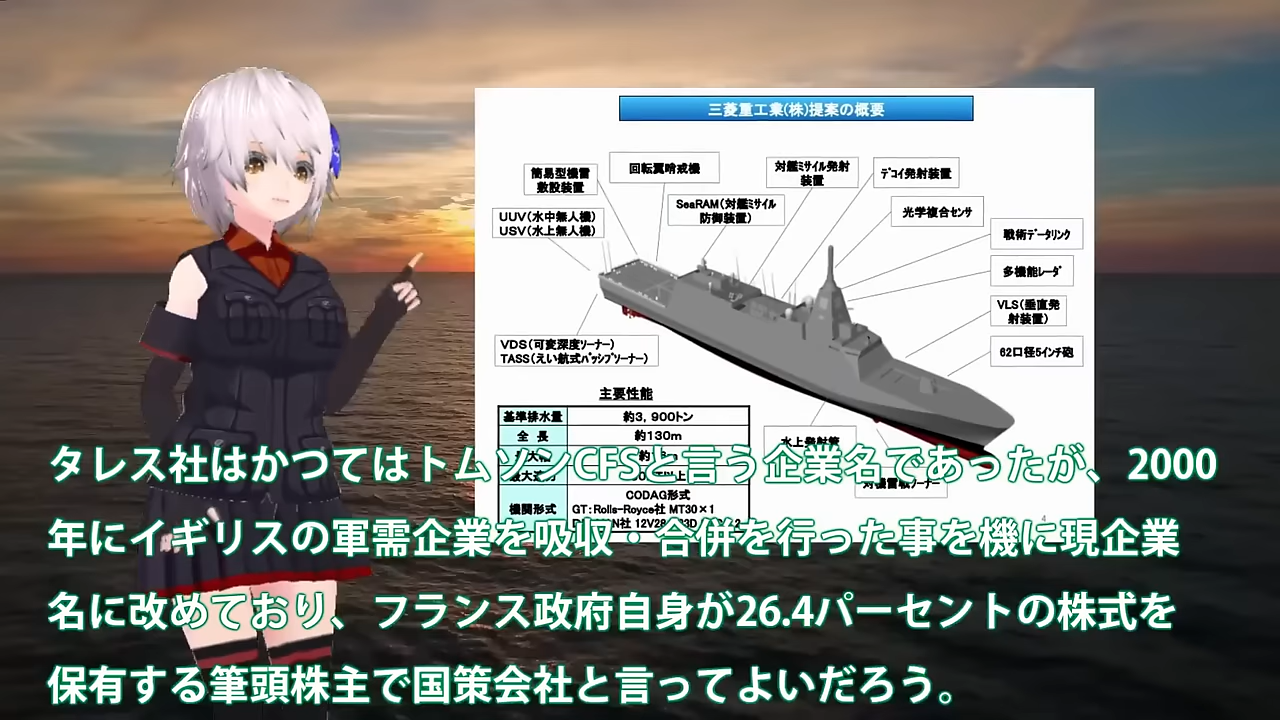 三菱重工業(株)提案の概要
簡易型機雷
敷設装置
回転翼哨戒機
対艦ミサイル発射
装置
デコイ発射装置
UUV(水中無人機)
USV(水上無人機)
SeaRAM(対艦ミサイル
防御装置)
光学複合センサ
戦術データリンク
多機能レーダ
VLS(垂直発
射装置)
62口径5インチ砲
VDS(可変深度ソーナー)
TASS(えい航式パッシブソーナー)
主要性能
基準排水量 約3,900トン
全 長 約130m
機関形式
CODAG形式
GT:Rolls-Royce社 MT30×1
4
タレス社はかつてはトムソンCFSと言う企業名であったが、2000
年にイギリスの軍需企業を吸収・合併を行った事を機に現企業
名に改めており、フランス政府自身が26.4パーセントの株式を
保有する筆頭株主で国策会社と言ってよいだろう。